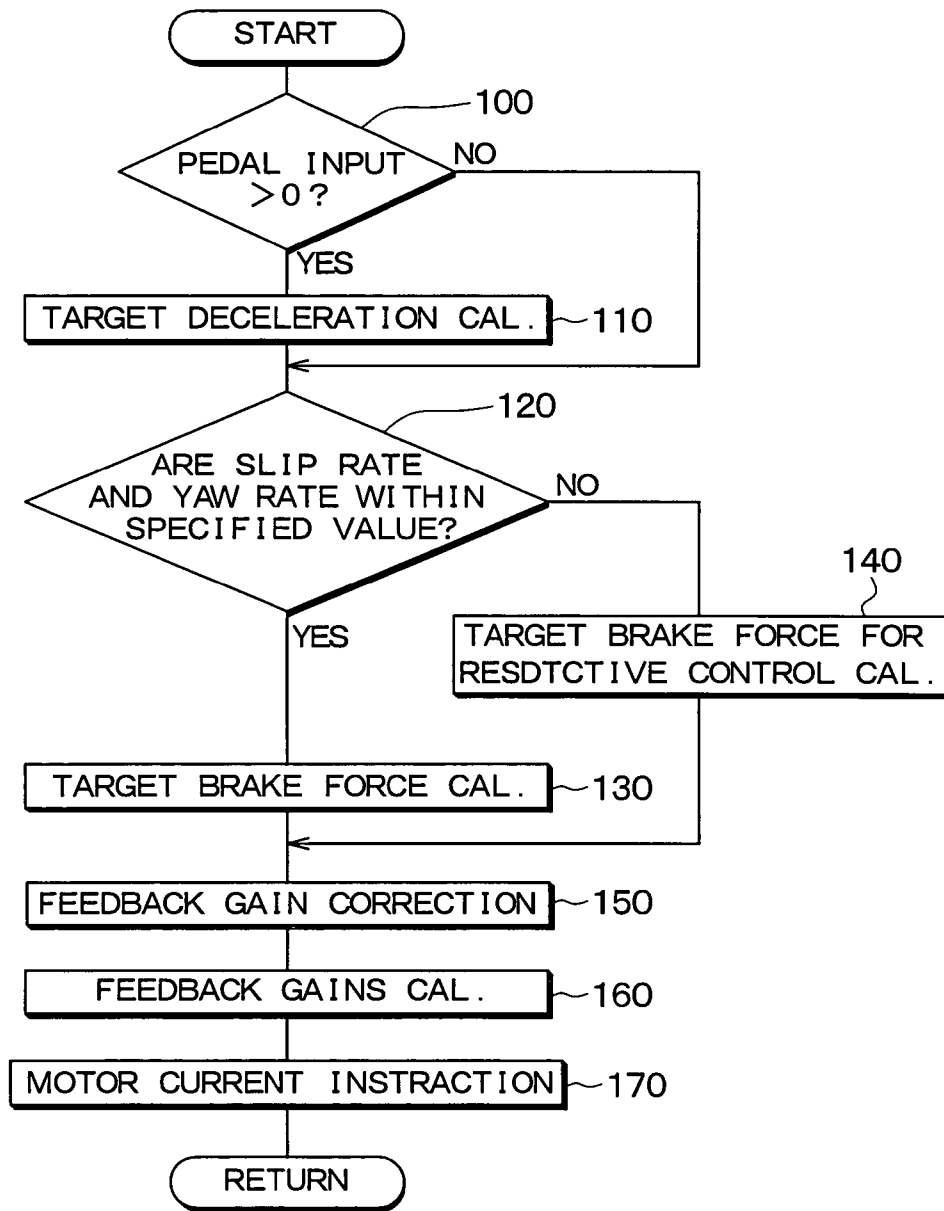 START
100
PEDAL INPUT
>0?
NO
YES
TARGET DECELERATION CAL.
110
120
ARE SLIP RATE
AND YAW RATE WITHIN
SPECIFIED VALUE?
NO
YES
140
TARGET BRAKE FORCE FOR
RESDTCTIVE CONTROL CAL.
TARGET BRAKE FORCE CAL.
130
FEEDBACK GAIN CORRECTION
150
FEEDBACK GAINS CAL.
160
MOTOR CURRENT INSTRACTION
170
RETURN